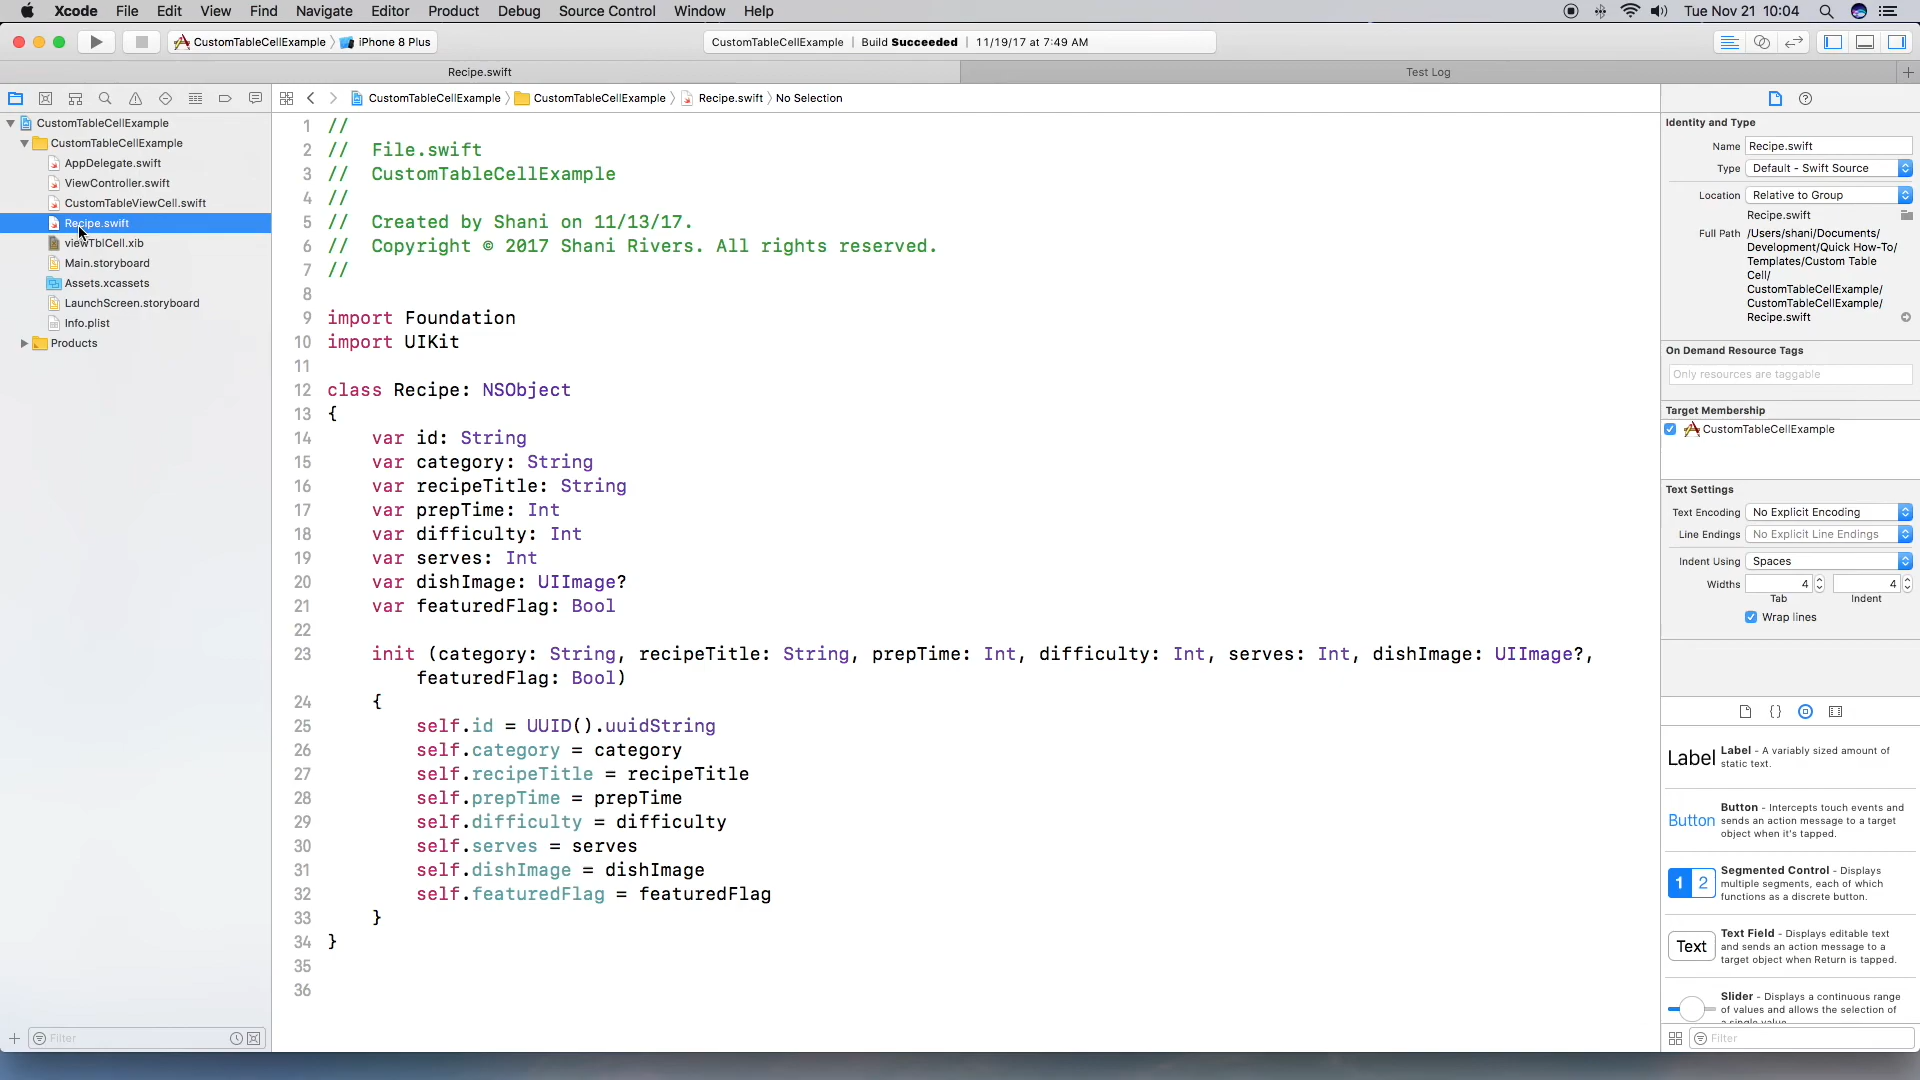 Xcode File Edit View Find Navigate Editor Product Debug Source Control Window Help Tue Nov 21 10:04
CustomTableCellExample iPhone 8 Plus CustomTableCellExample | Build Succeeded | 11/19/17 at 7:49 AM
Recipe.swift Test Log
CustomTableCellExample CustomTableCellExample Recipe.swift No Selection
CustomTableCellExample
CustomTableCellExample
AppDelegate.swift
ViewController.swift
CustomTableViewCell.swift
Recipe.swift
viewTblCell.xib
Main.storyboard
Assets.xcassets
LaunchScreen.storyboard
Info.plist
Products
Filter
1 //
2 // File.swift
3 // CustomTableCellExample
4 //
5 // Created by Shani on 11/13/17.
6 // Copyright © 2017 Shani Rivers. All rights reserved.
7 //
8
9 import Foundation
10 import UIKit
11
12 class Recipe: NSObject
13 {
14 var id: String
15 var category: String
16 var recipeTitle: String
17 var prepTime: Int
18 var difficulty: Int
19 var serves: Int
20 var dishImage: UIImage?
21 var featuredFlag: Bool
22
23 init (category: String, recipeTitle: String, prepTime: Int, difficulty: Int, serves: Int, dishImage: UIImage?,
featuredFlag: Bool)
24 {
25 self.id = UUID().uuidString
26 self.category = category
27 self.recipeTitle = recipeTitle
28 self.prepTime = prepTime
29 self.difficulty = difficulty
30 self.serves = serves
31 self.dishImage = dishImage
32 self.featuredFlag = featuredFlag
33 }
34 }
35
36
Identity and Type
Name Recipe.swift
Type Default - Swift Source
Location Relative to Group
Recipe.swift
Full Path /Users/shani/Documents/
Development/Quick How-To/
Templates/Custom Table
Cell/
CustomTableCellExample/
CustomTableCellExample/
Recipe.swift
On Demand Resource Tags
Only resources are taggable
Target Membership
CustomTableCellExample
Text Settings
Text Encoding No Explicit Encoding
Line Endings No Explicit Line Endings
Indent Using Spaces
Widths 4 4
Tab Indent
Wrap lines
{}
Label Label - A variably sized amount of
static text.
Button Button - Intercepts touch events and
sends an action message to a target
object when it's tapped.
1 2 Segmented Control - Displays
multiple segments, each of which
functions as a discrete button.
Text Text Field - Displays editable text
and sends an action message to a
target object when Return is tapped.
Slider - Displays a continuous range
of values and allows the selection of
a single value.
Filter